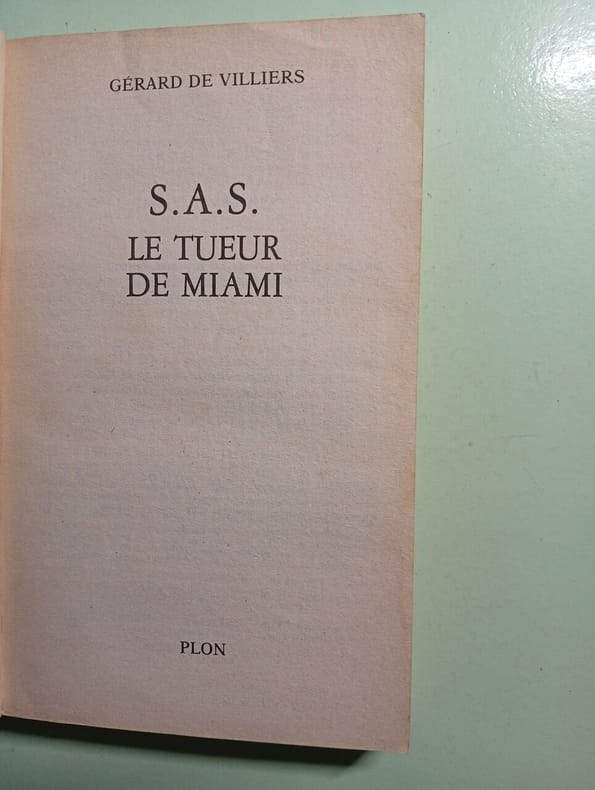 GÉRARD DE VILLIERS
S.A.S.
LE TUEUR
DE MIAMI
PLON